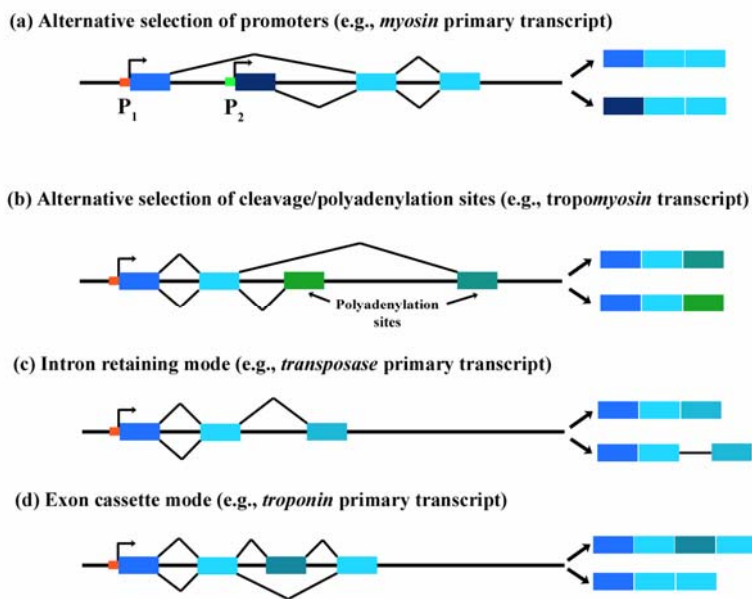 (a) Alternative selection of promoters (e.g., myosin primary transcript)
P1
P2
(b) Alternative selection of cleavage/polyadenylation sites (e.g., tropomyosin transcript)
Polyadenylation
sites
(c) Intron retaining mode (e.g., transposase primary transcript)
(d) Exon cassette mode (e.g., troponin primary transcript)